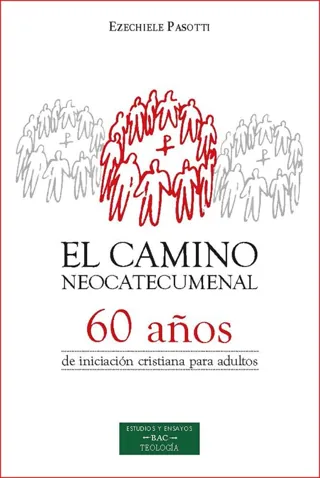 EZECHIELE PASOTTI
EL CAMINO
NEOCATECUMENAL
60 años
de iniciación cristiana para adultos
ESTUDIOS Y ENSAYOS
BAC
TEOLOGÍA